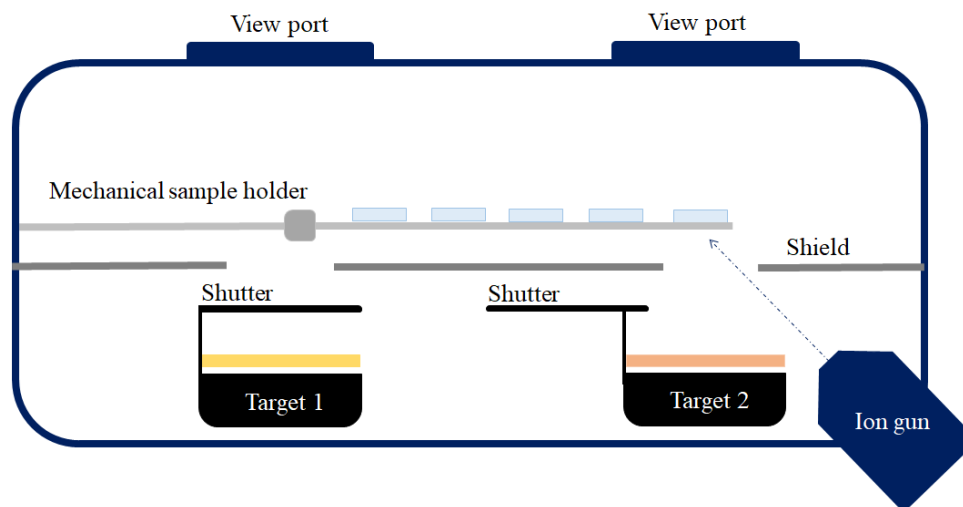 View port
View port
Mechanical sample holder
Shield
Shutter
Shutter
Target 1
Target 2
Ion gun